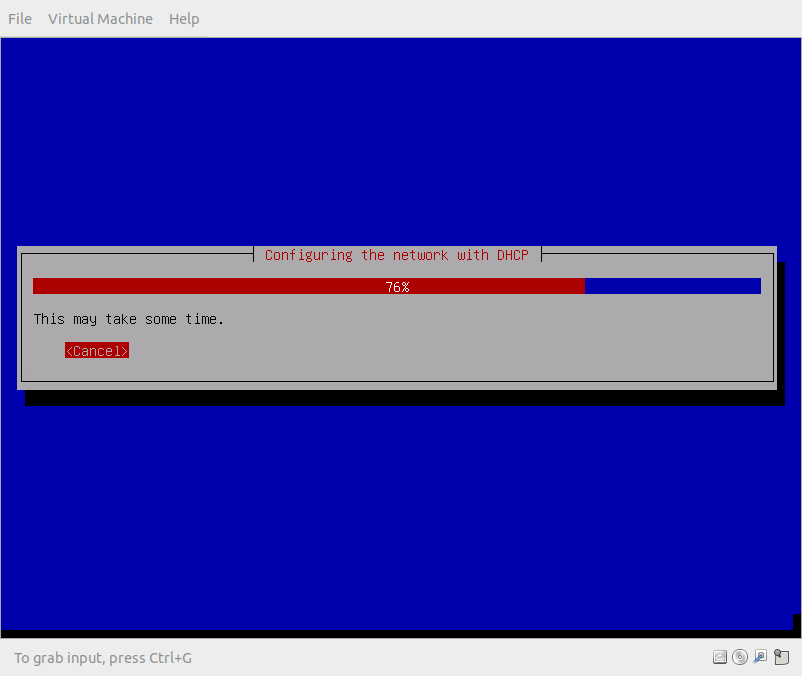 File Virtual Machine Help
Configuring the network with DHCP
76%
This may take some time.
<Cancel>
To grab input, press Ctrl+G